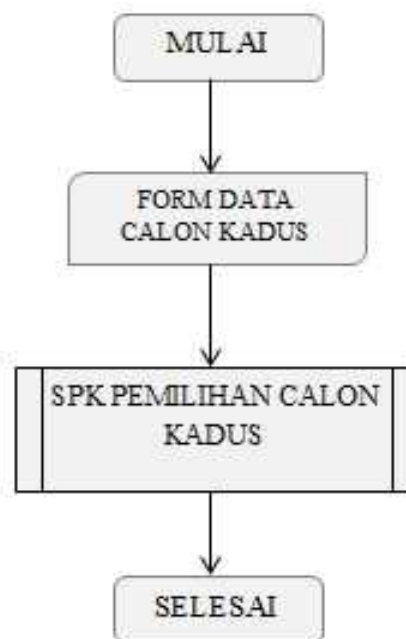 MULAI
FORM DATA
CALON KADUS
SPK PEMILIHAN CALON
KADUS
SELESAI